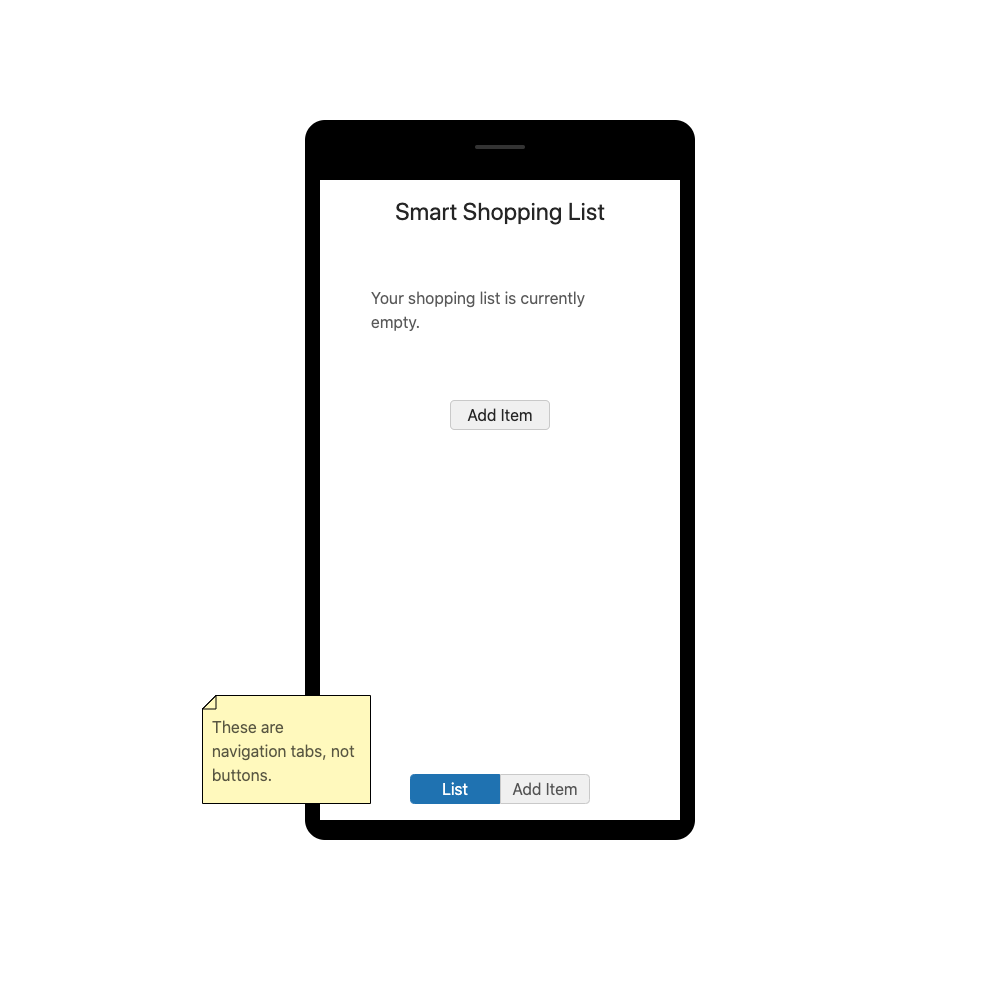 Smart Shopping List
Your shopping list is currently
empty.
Add Item
These are
navigation tabs, not
buttons.
List
Add Item